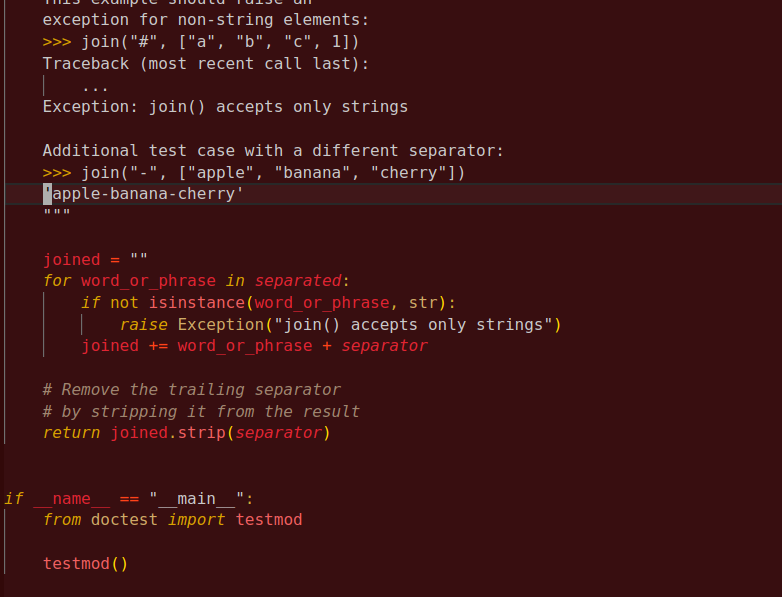 This example should raise an
exception for non-string elements:
>>> join("#", ["a", "b", "c", 1])
Traceback (most recent call last):
...
Exception: join() accepts only strings
Additional test case with a different separator:
>>> join("-", ["apple", "banana", "cherry"])
'apple-banana-cherry'
"""
joined = ""
for word_or_phrase in separated:
if not isinstance(word_or_phrase, str):
raise Exception("join() accepts only strings")
joined += word_or_phrase + separator
# Remove the trailing separator
# by stripping it from the result
return joined.strip(separator)
if __name__ == "__main__":
from doctest import testmod
testmod()